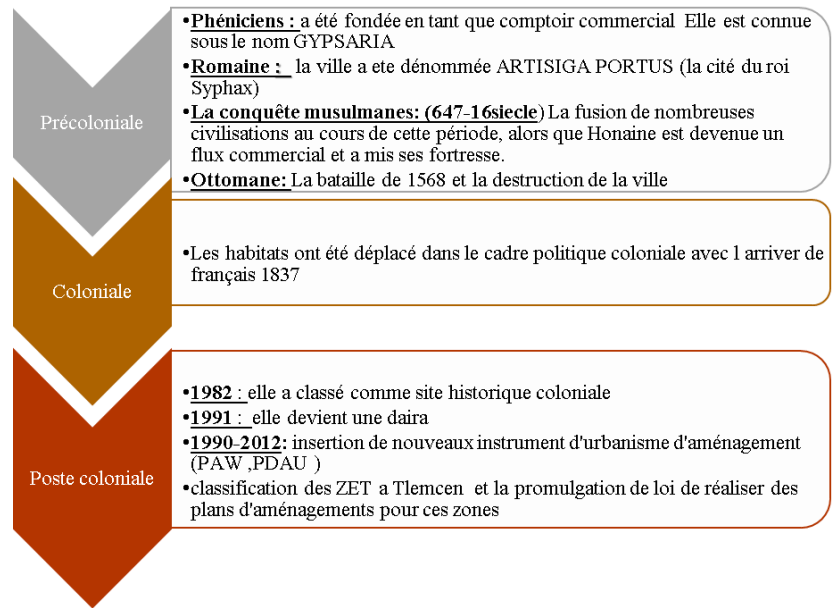 Précoloniale
•Phéniciens : a été fondée en tant que comptoir commercial Elle est connue
sous le nom GYPSARIA
•Romaine : la ville a ete dénommée ARTISIGA PORTUS (la cité du roi
Syphax)
•La conquête musulmanes: (647-16siecle) La fusion de nombreuses
civilisations au cours de cette période, alors que Honaine est devenue un
flux commercial et a mis ses fortresse.
•Ottomane: La bataille de 1568 et la destruction de la ville
Coloniale
•Les habitats ont été déplacé dans le cadre politique coloniale avec l arriver de
français 1837
Poste coloniale
•1982 : elle a classé comme site historique coloniale
•1991 : elle devient une daira
•1990-2012: insertion de nouveaux instrument d'urbanisme d'aménagement
(PAW ,PDAU )
•classification des ZET a Tlemcen et la promulgation de loi de réaliser des
plans d'aménagements pour ces zones